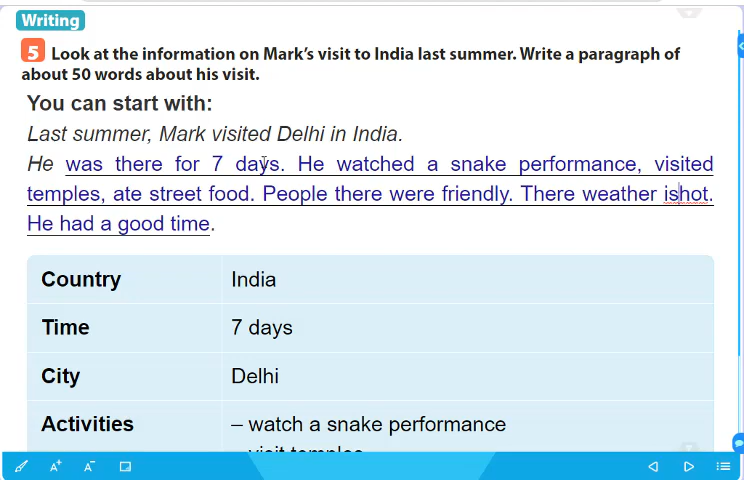 Writing
5 Look at the information on Mark's visit to India last summer. Write a paragraph of
about 50 words about his visit.
You can start with:
Last summer, Mark visited Delhi in India.
He was there for 7 days. He watched a snake performance, visited
temples, ate street food. People there were friendly. There weather ishot.
He had a good time.
Country India
Time 7 days
City Delhi
Activities – watch a snake performance
– visit temples
A+ A-